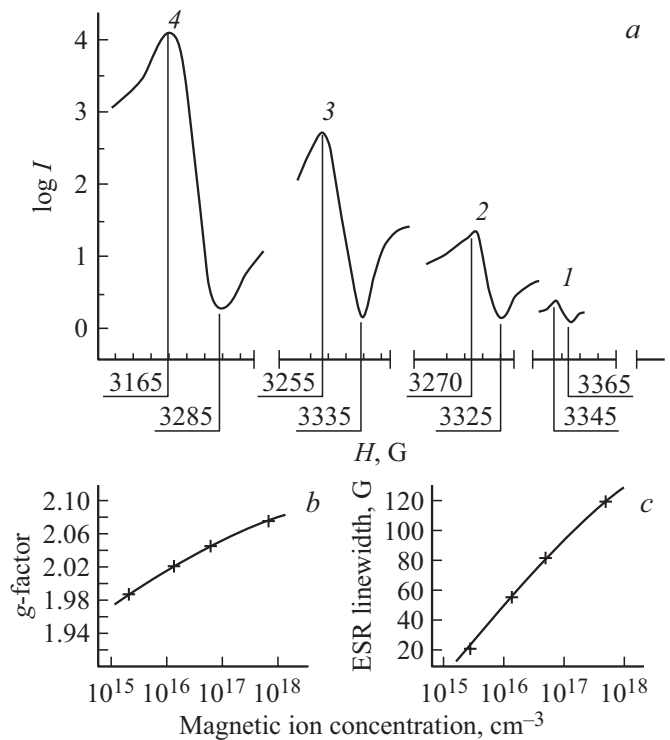 4
a
4
3
3
log I
2
2
1
1
0
3165
3255
3270
3365
3285
3335
3325
3345
H, G
2.10
b
2.06
g-factor
2.02
1.98
1.94
10^15 10^16 10^17 10^18
ESR linewidth, G
120
c
100
80
60
40
20
10^15 10^16 10^17 10^18
Magnetic ion concentration, cm^–3